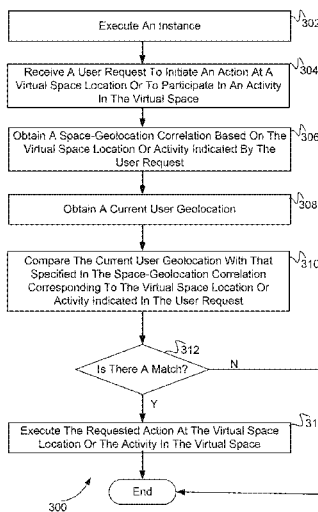 Execute An Instance
302
Receive A User Request To Initiate An Action At A
Virtual Space Location Or To Participate In An Activity
In The Virtual Space
304
Obtain A Space-Geolocation Correlation Based On The
Virtual Space Location Or Activity Indicated By The
User Request
306
Obtain A Current User Geolocation
308
Compare The Current User Geolocation With That
Specified In The Space-Geolocation Correlation
Corresponding To The Virtual Space Location Or
Activity Indicated In The User Request
310
312
Is There A Match?
N
Y
Execute The Requested Action At The Virtual Space
Location Or The Activity In The Virtual Space
31
300
End